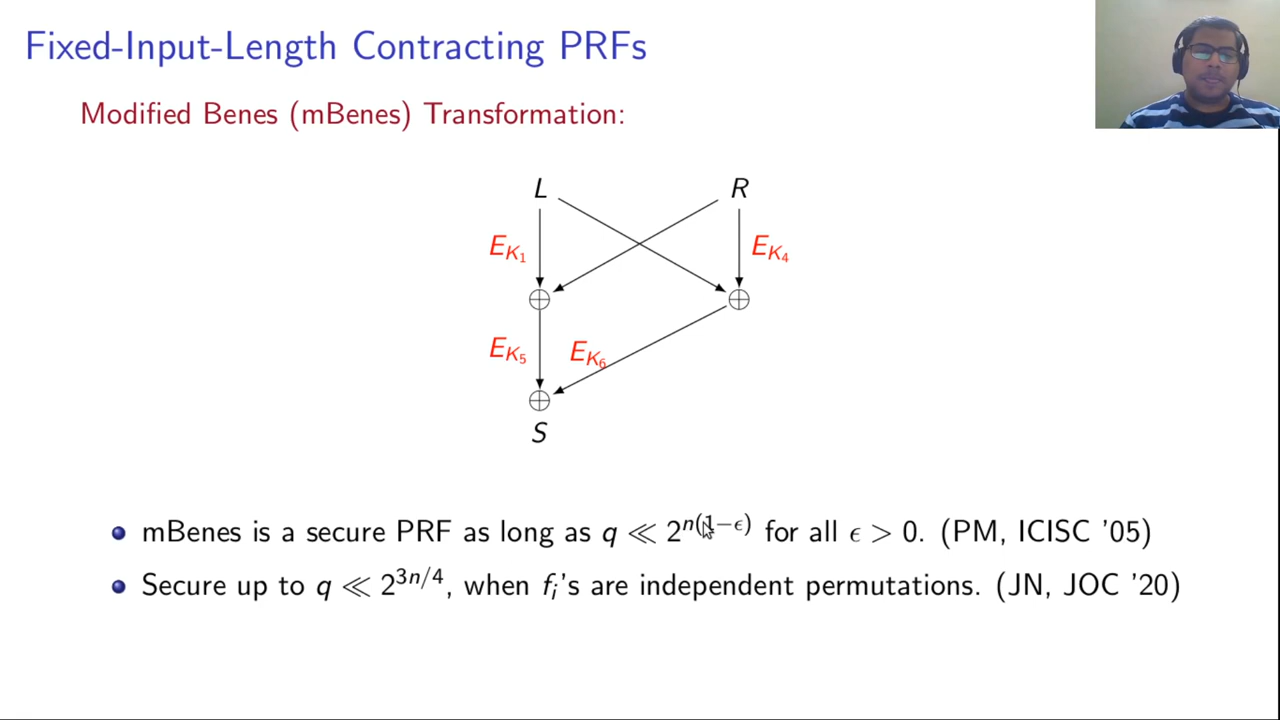 Fixed-Input-Length Contracting PRFs
Modified Benes (mBenes) Transformation:
L R
E_{K_1} E_{K_4}
⊕ ⊕
E_{K_5} E_{K_6}
⊕
S
mBenes is a secure PRF as long as q ≪ 2^{n(1−ϵ)} for all ϵ > 0. (PM, ICISC '05)
Secure up to q ≪ 2^{3n/4}, when f_i's are independent permutations. (JN, JOC '20)